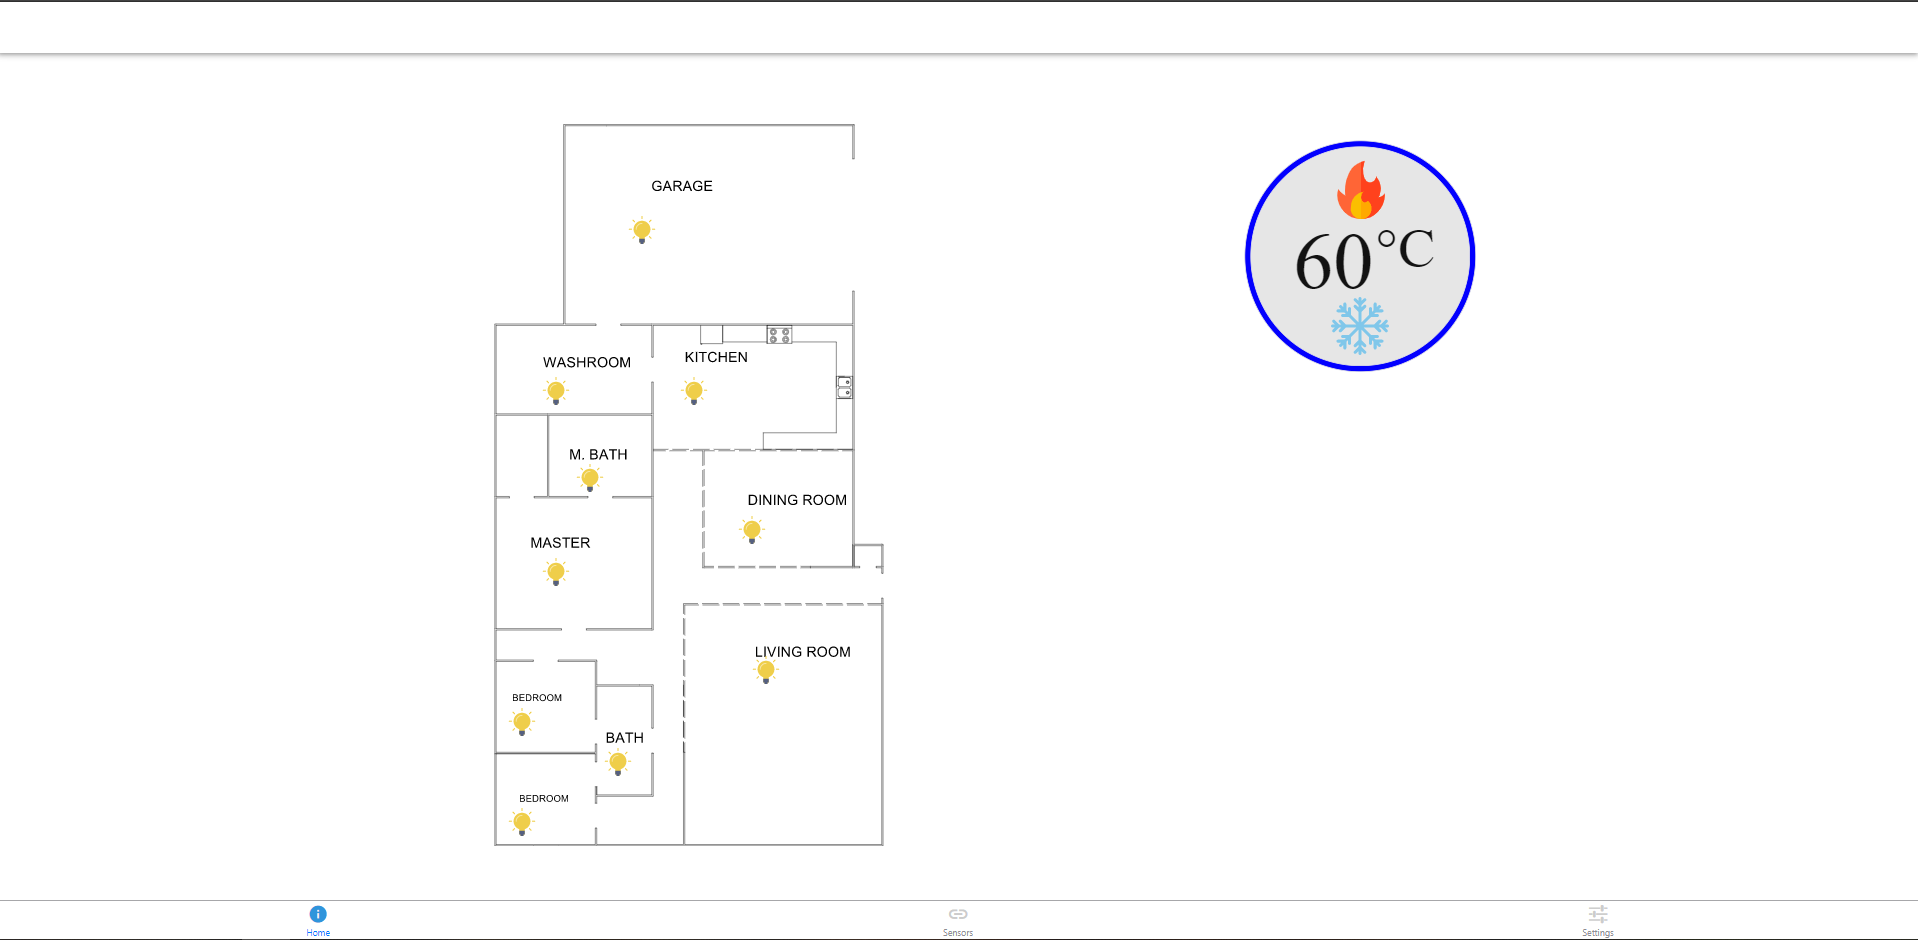 GARAGE
60°C
WASHROOM
KITCHEN
M. BATH
DINING ROOM
MASTER
LIVING ROOM
BEDROOM
BATH
BEDROOM
Home
Sensors
Settings